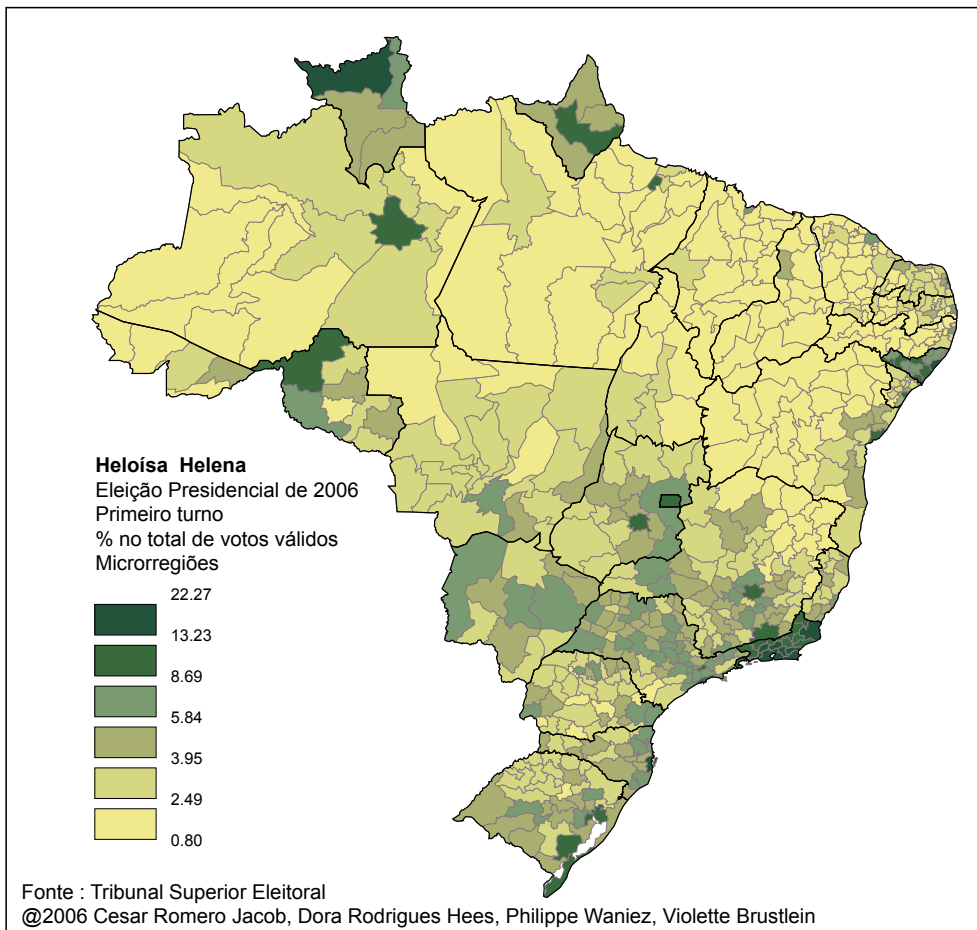 Heloísa Helena
Eleição Presidencial de 2006
Primeiro turno
% no total de votos válidos
Microrregiões
22.27
13.23
8.69
5.84
3.95
2.49
0.80
Fonte : Tribunal Superior Eleitoral
@2006 Cesar Romero Jacob, Dora Rodrigues Hees, Philippe Waniez, Violette Brustlein